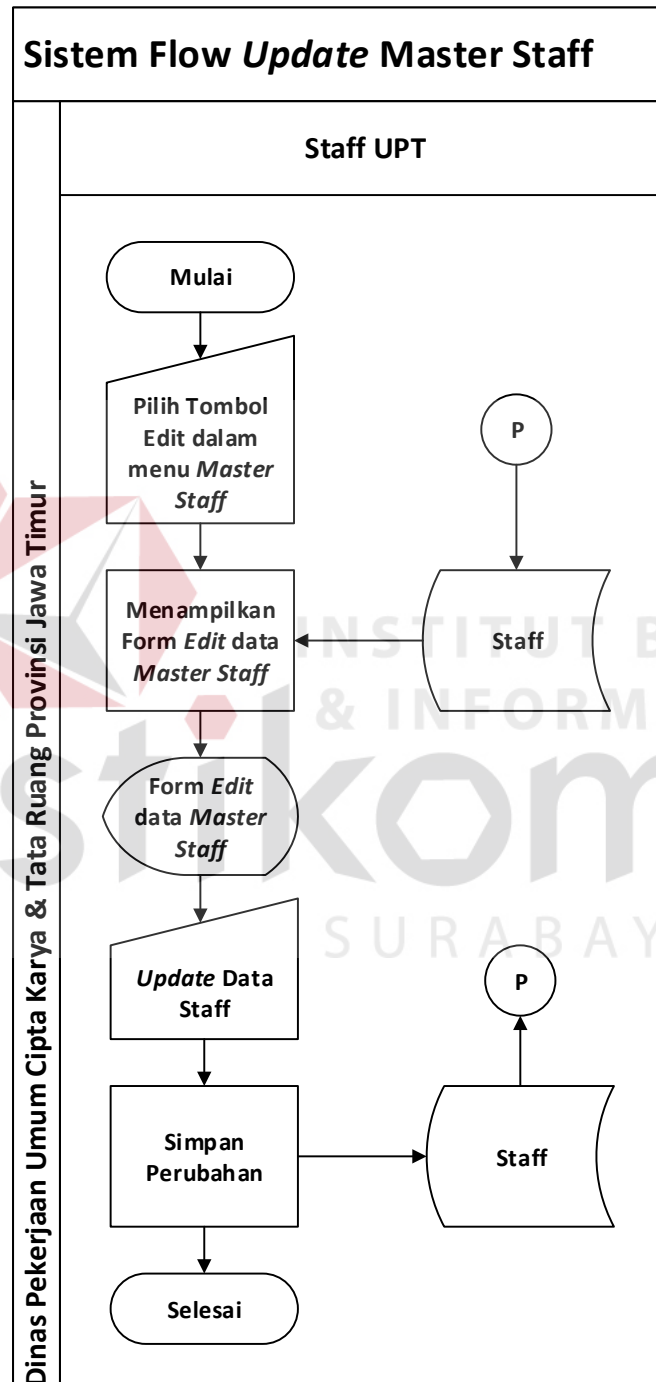 Sistem Flow Update Master Staff
Staff UPT
Dinas Pekerjaan Umum Cipta Karya & Tata Ruang Provinsi Jawa Timur
Mulai
Pilih Tombol
Edit dalam
menu Master
Staff
P
Menampilkan
Form Edit data
Master Staff
Staff
Form Edit
data Master
Staff
Update Data
Staff
P
Simpan
Perubahan
Staff
Selesai
INSTITUT B
& INFORM
stikom
SURABAY